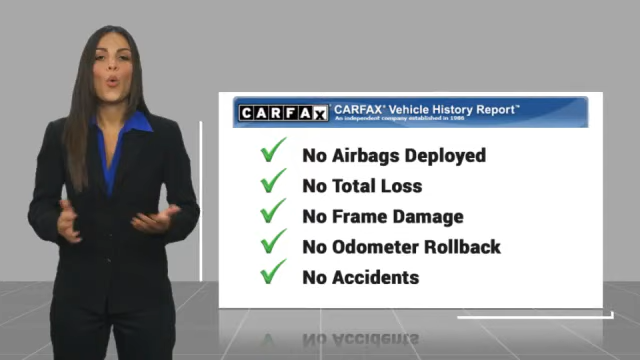 CARFAX CARFAX® Vehicle History Report™
An independent company established in 1986
No Airbags Deployed
No Total Loss
No Frame Damage
No Odometer Rollback
No Accidents